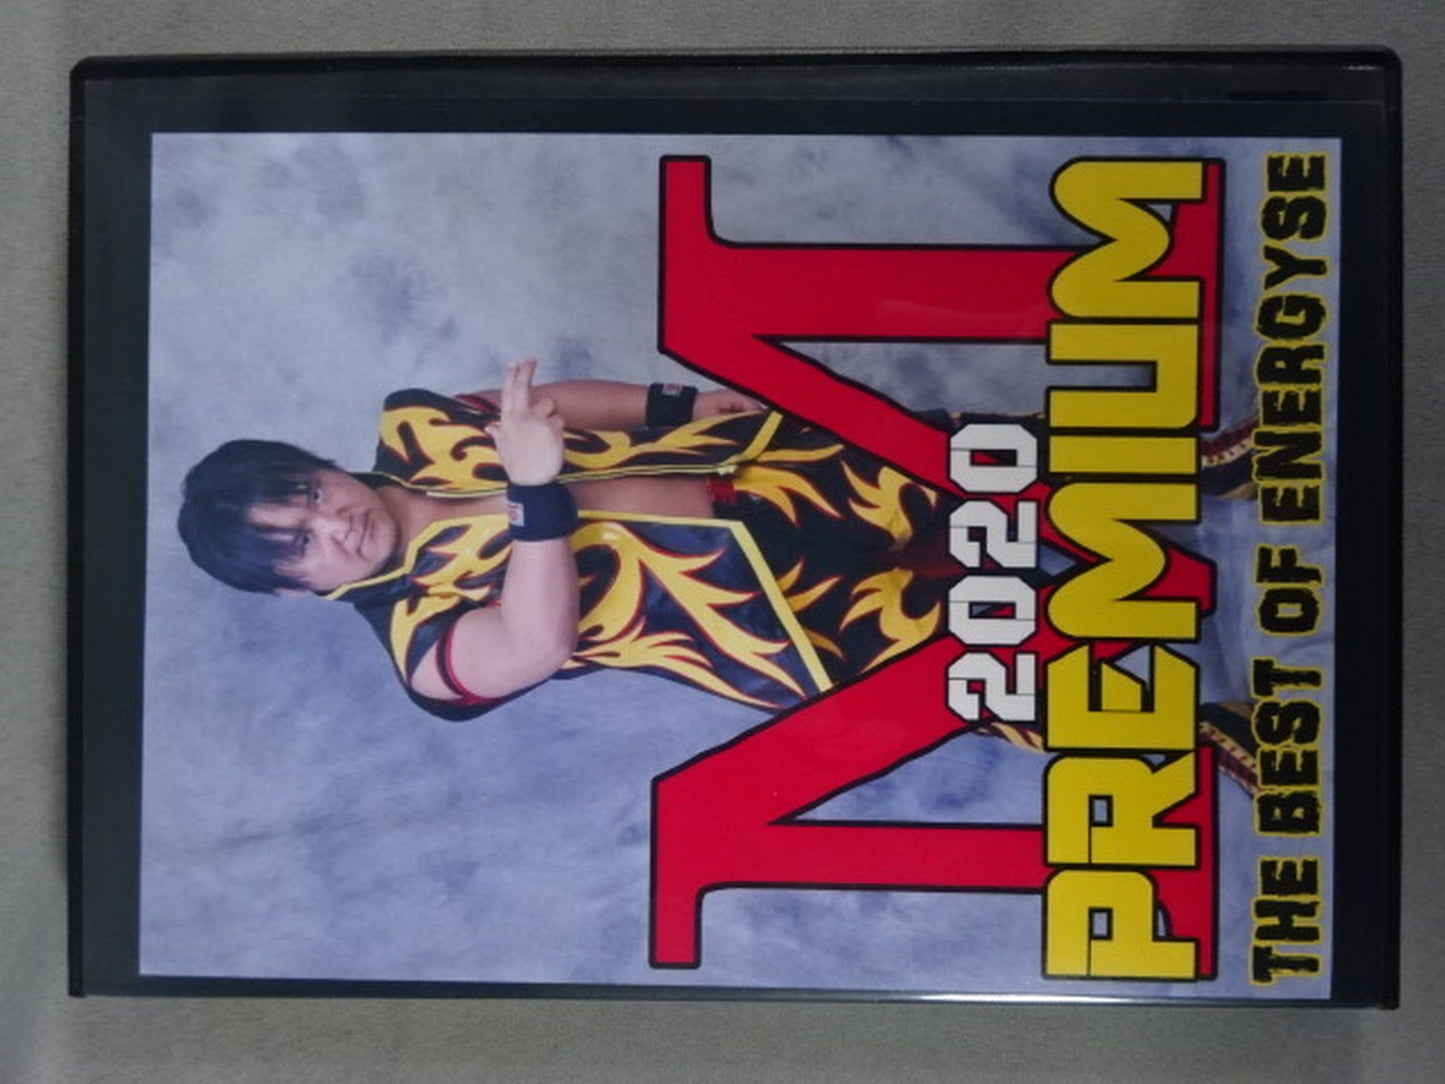 M
2020
PREMIUM
THE BEST OF ENERGYSE